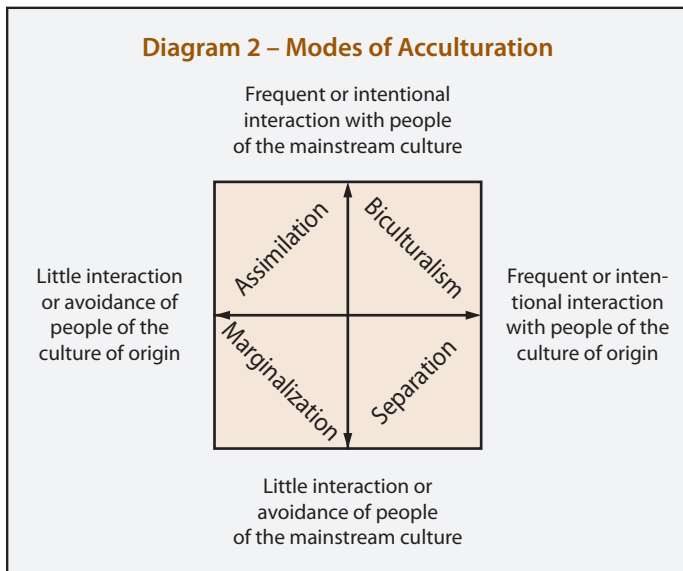 Diagram 2 – Modes of Acculturation
Frequent or intentional
interaction with people
of the mainstream culture
Assimilation
Biculturalism
Little interaction
or avoidance of
people of the
culture of origin
Frequent or inten-
tional interaction
with people of the
culture of origin
Marginalization
Separation
Little interaction or
avoidance of people
of the mainstream culture